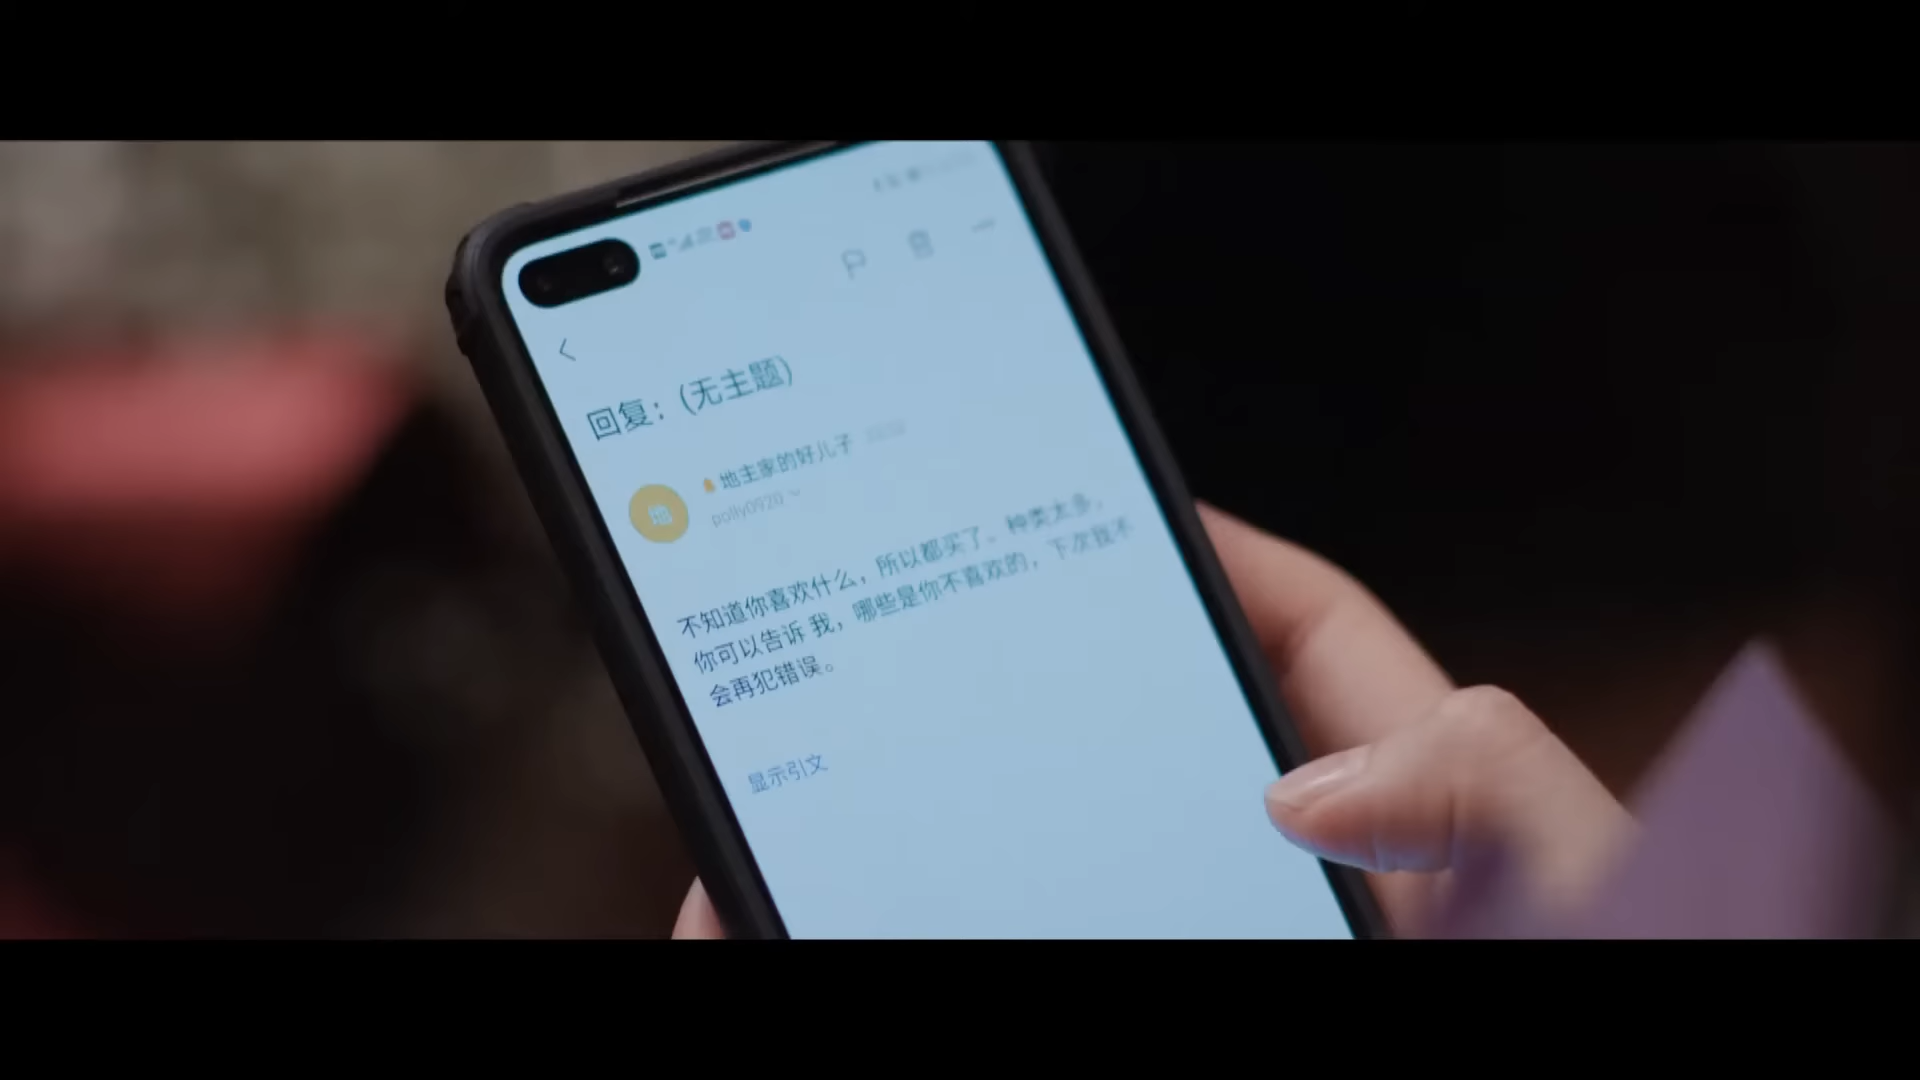 回复：(无主题)
地主家的好儿子
地
polly0920
不知道你喜欢什么，所以都买了。种类太多，
你可以告诉 我，哪些是你不喜欢的，下次我不
会再犯错误。
显示引文